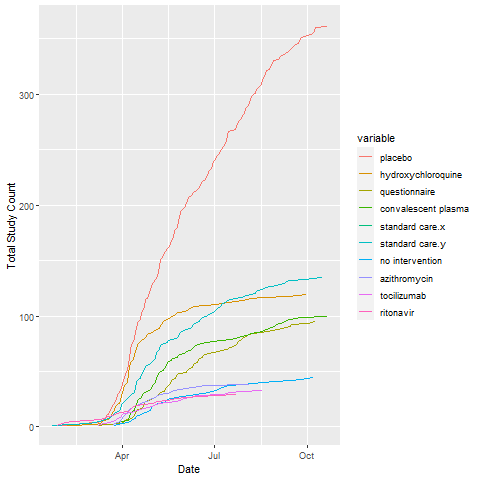 Total Study Count
300
200
100
0
Apr
Jul
Oct
Date
variable
placebo
hydroxychloroquine
questionnaire
convalescent plasma
standard care.x
standard care.y
no intervention
azithromycin
tocilizumab
ritonavir